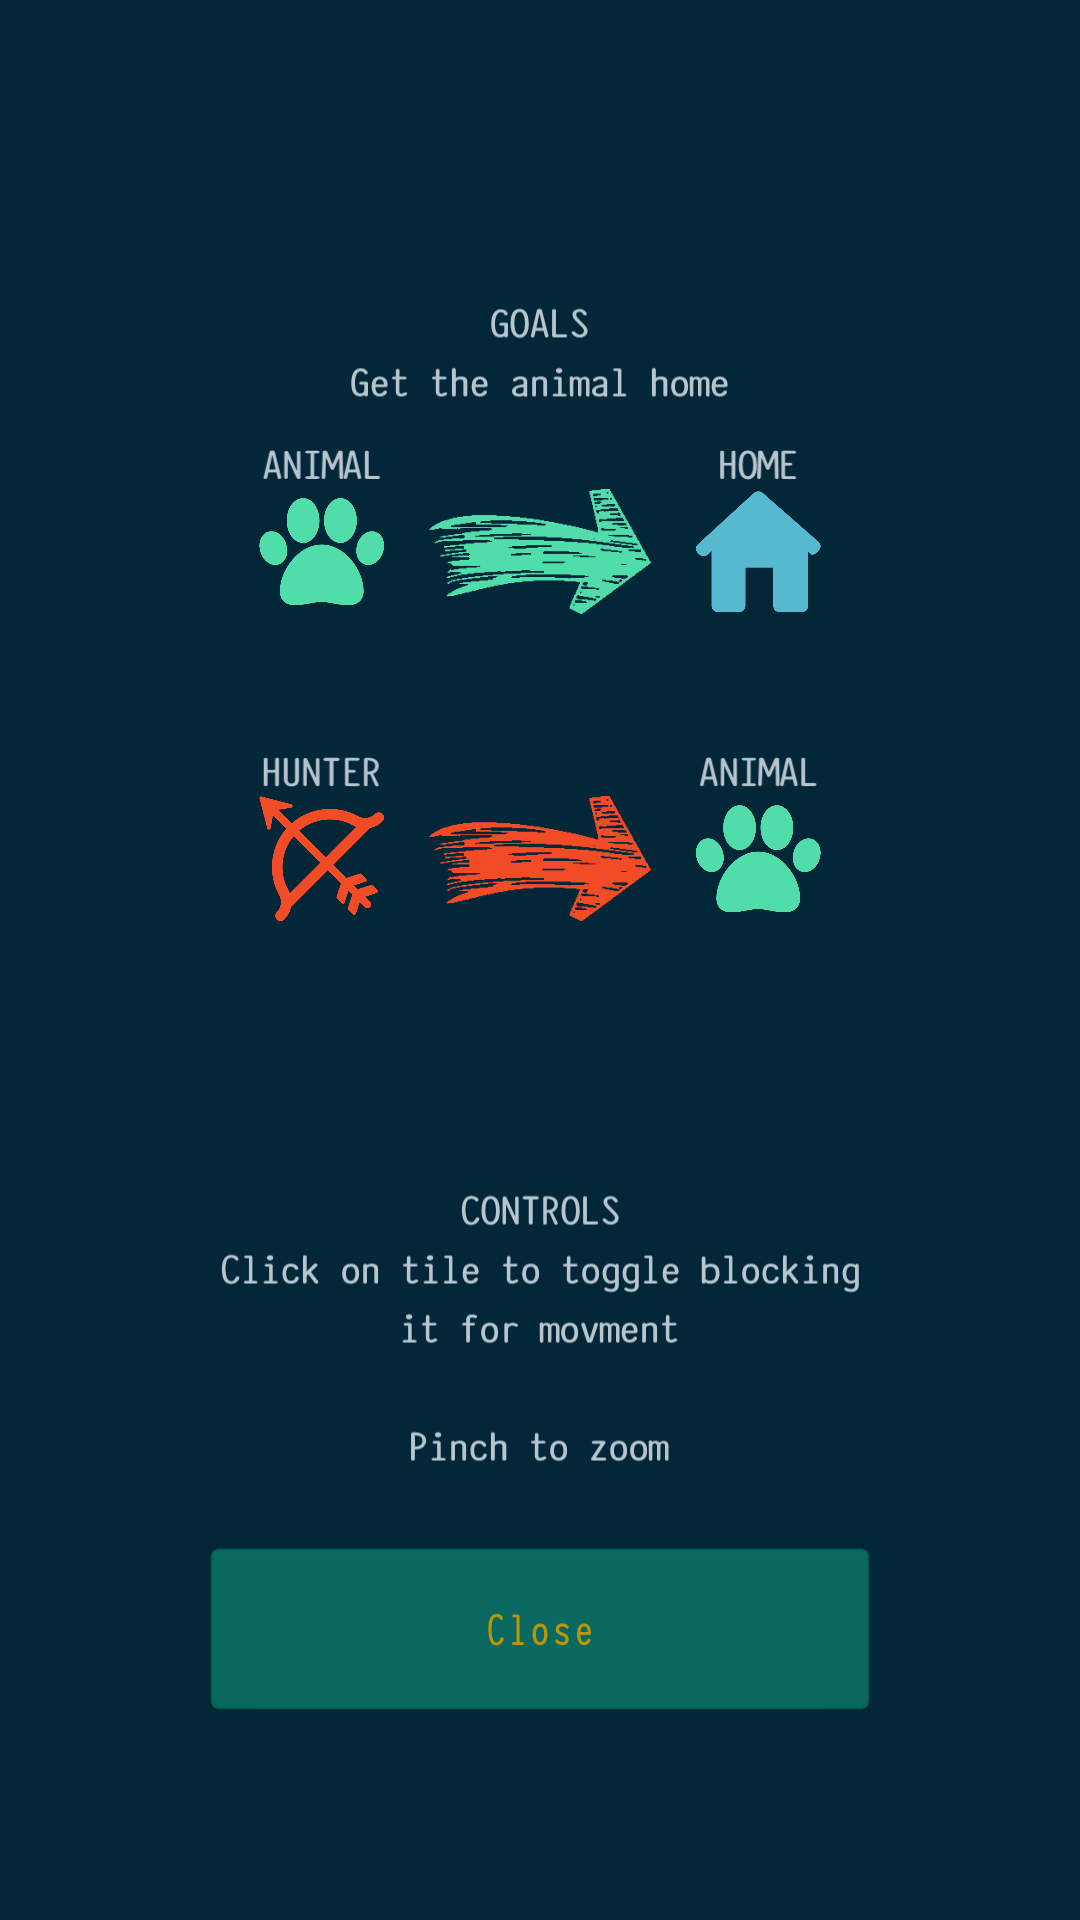 GOALS
Get the animal home
ANIMAL HOME
HUNTER ANIMAL
CONTROLS
Click on tile to toggle blocking
it for movment
Pinch to zoom
Close